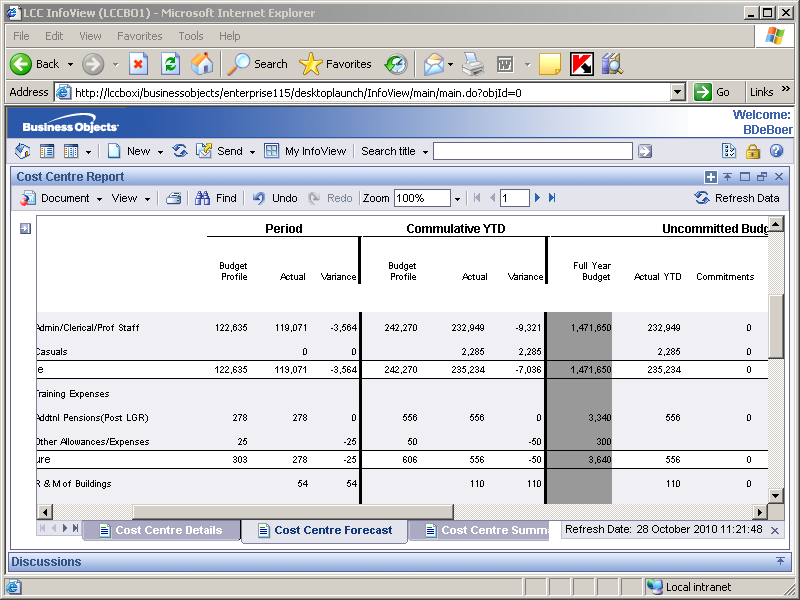 LCC InfoView (LCCBO1) - Microsoft Internet Explorer
File Edit View Favorites Tools Help
Back Search Favorites
Address http://lccboxi/businessobjects/enterprise115/desktoplaunch/InfoView/main/main.do?objId=0 Go Links »
Business Objects
Welcome:
BDeBoer
New Send My InfoView Search title
Cost Centre Report
Document View Find Undo Redo Zoom 100% 1 Refresh Data
Period Commulative YTD Uncommitted Budg
Budget Profile Actual Variance Budget Profile Actual Variance Full Year Budget Actual YTD Commitments
Admin/Clerical/Prof Staff 122,635 119,071 -3,564 242,270 232,949 -9,321 1,471,650 232,949 0
Casuals 0 0 2,285 2,285 2,285 0
e 122,635 119,071 -3,564 242,270 235,234 -7,036 1,471,650 235,234 0
Training Expenses
Addtnl Pensions(Post LGR) 278 278 0 556 556 0 3,340 556 0
Other Allowances/Expenses 25 -25 50 -50 300 0
ure 303 278 -25 606 556 -50 3,640 556 0
R & M of Buildings 54 54 110 110 110 0
Cost Centre Details Cost Centre Forecast Cost Centre Summa Refresh Date: 28 October 2010 11:21:48
Discussions
Local intranet